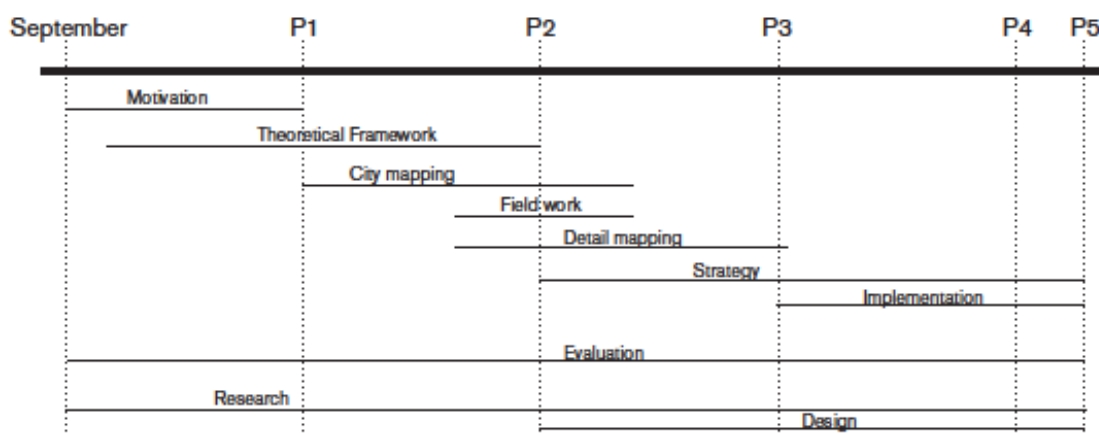 September P1 P2 P3 P4 P5
Motivation
Theoretical Framework
City mapping
Field work
Detail mapping
Strategy
Implementation
Evaluation
Research
Design